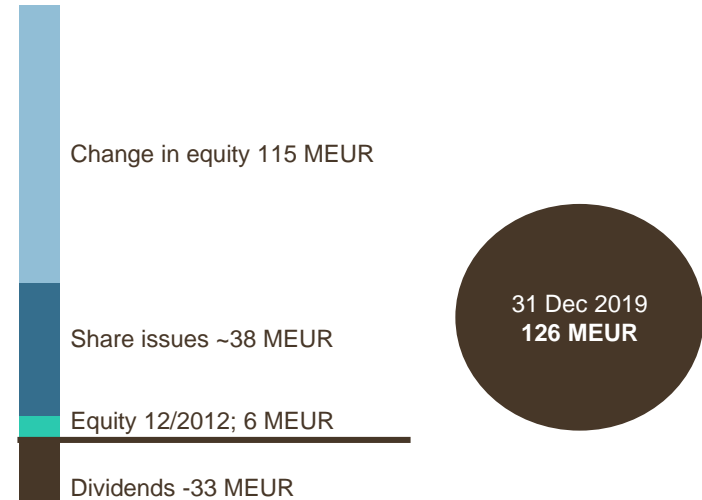 Change in equity 115 MEUR
31 Dec 2019
126 MEUR
Share issues ~38 MEUR
Equity 12/2012; 6 MEUR
Dividends -33 MEUR